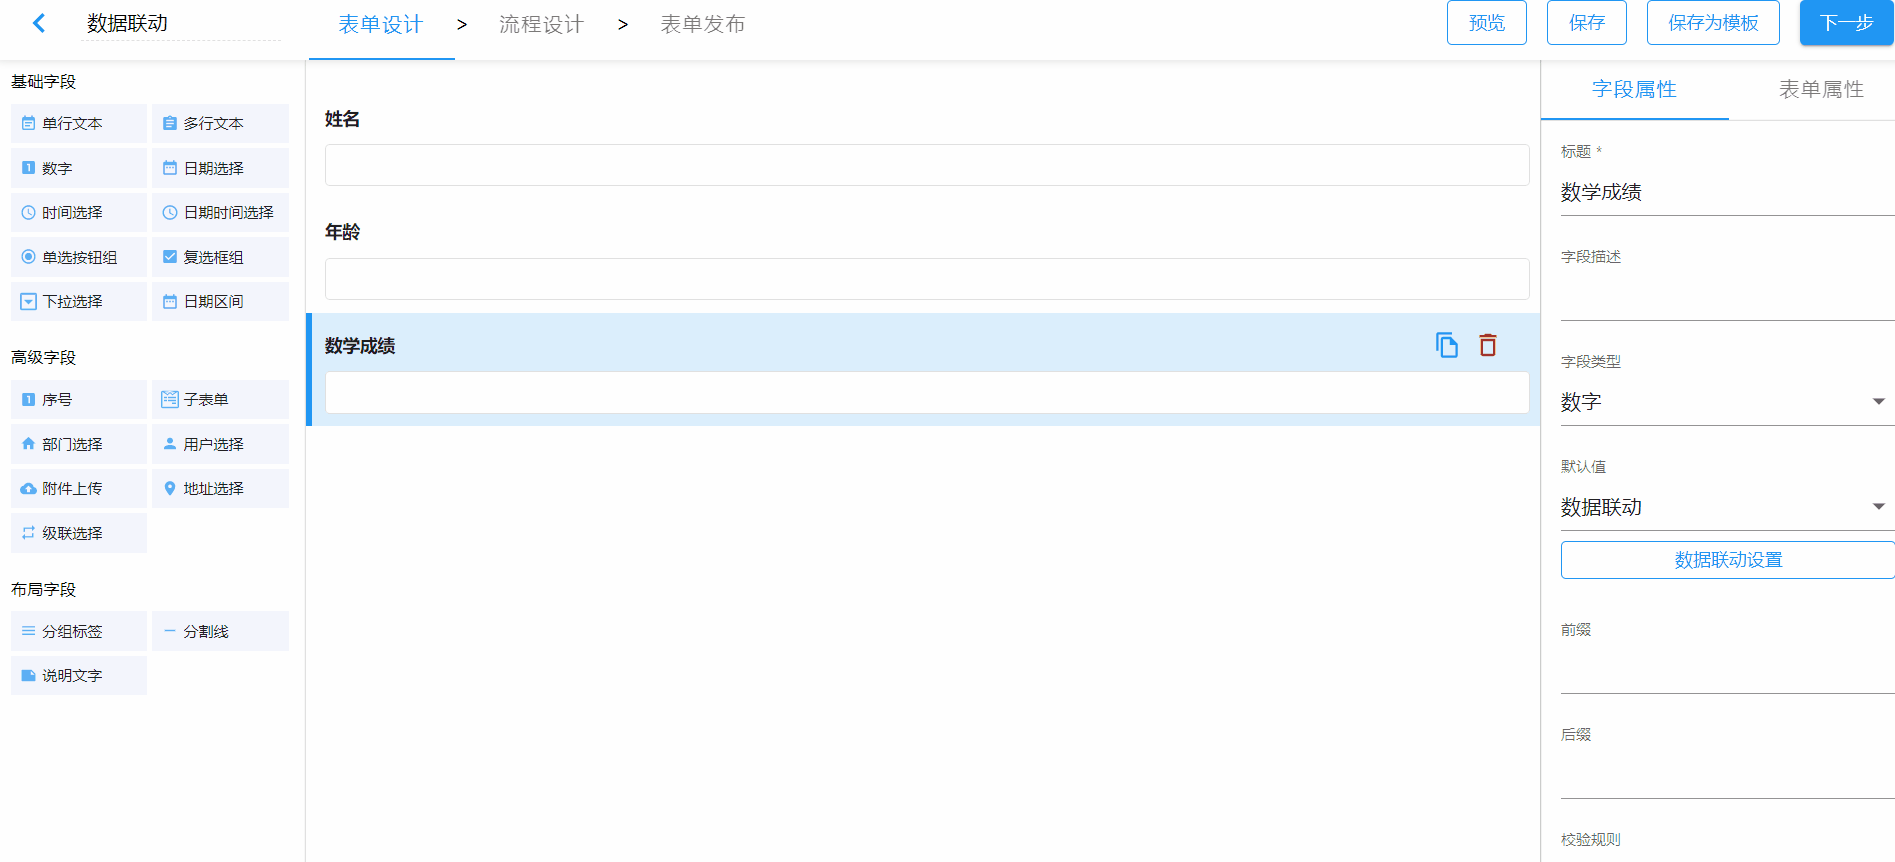 数据联动
表单设计 > 流程设计 > 表单发布
预览 保存 保存为模板 下一步
基础字段
单行文本 多行文本
数字 日期选择
时间选择 日期时间选择
单选按钮组 复选框组
下拉选择 日期区间
高级字段
序号 子表单
部门选择 用户选择
附件上传 地址选择
级联选择
布局字段
分组标签 分割线
说明文字
姓名
年龄
数学成绩
字段属性 表单属性
标题 *
数学成绩
字段描述
字段类型
数字
默认值
数据联动
数据联动设置
前缀
后缀
校验规则